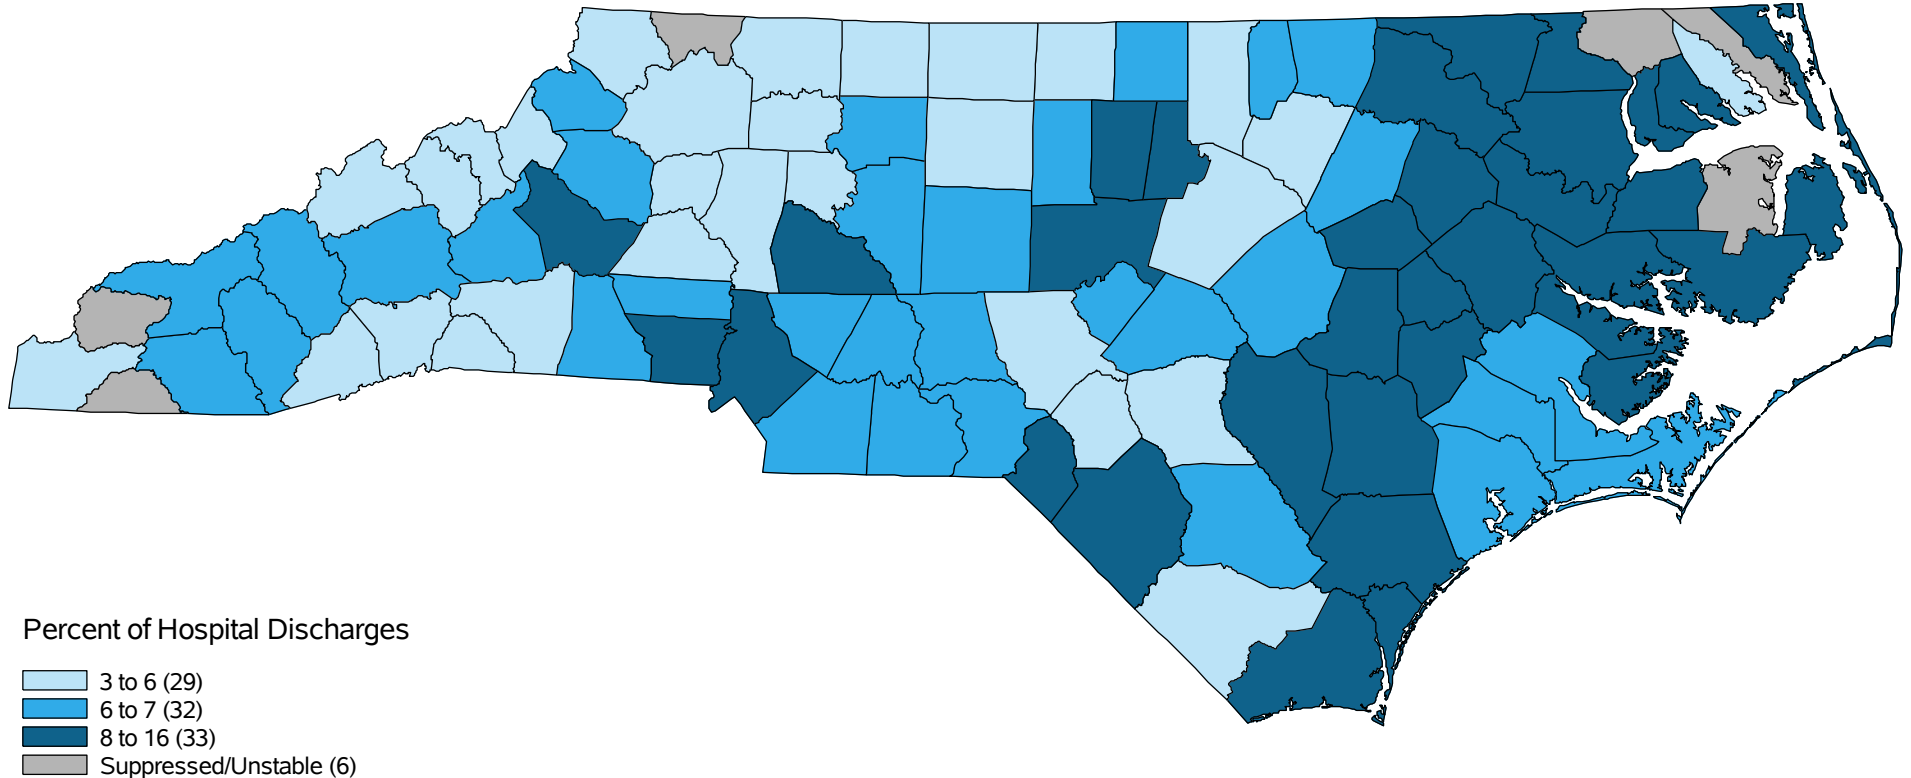 Percent of Hospital Discharges
3 to 6 (29)
6 to 7 (32)
8 to 16 (33)
Suppressed/Unstable (6)